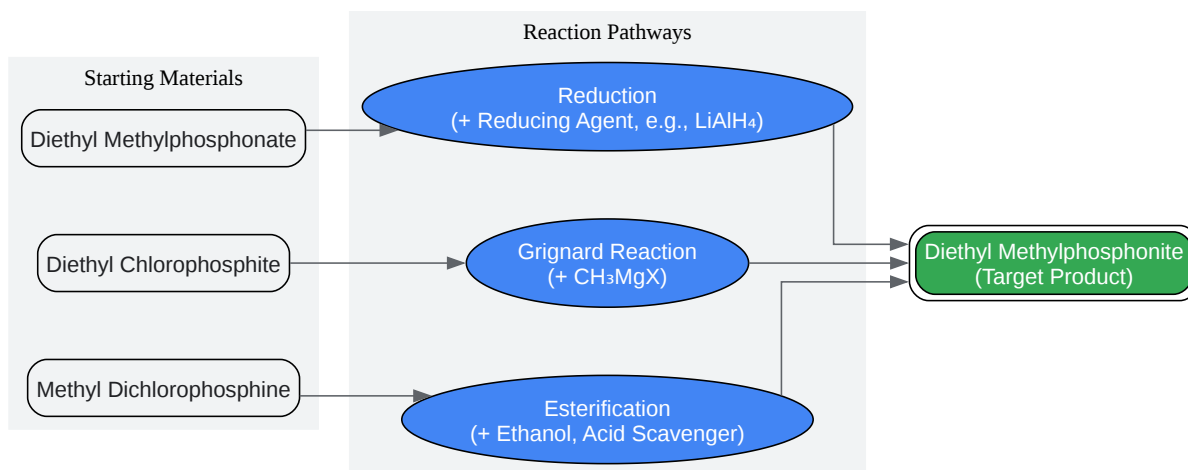 Reaction Pathways
Starting Materials
Reduction
(+ Reducing Agent, e.g., LiAlH₄)
Diethyl Methylphosphonate
Grignard Reaction
(+ CH₃MgX)
Diethyl Chlorophosphite
Diethyl Methylphosphonite
(Target Product)
Methyl Dichlorophosphine
Esterification
(+ Ethanol, Acid Scavenger)